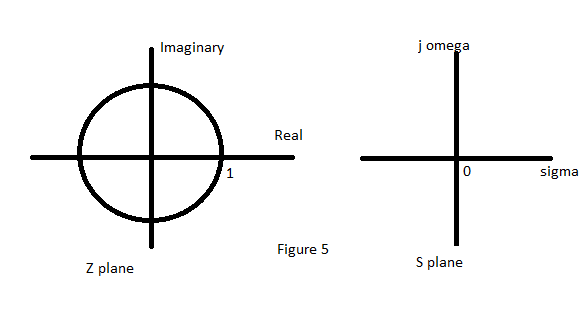 Imaginary
Real
1
Z plane
Figure 5
j omega
0
sigma
S plane